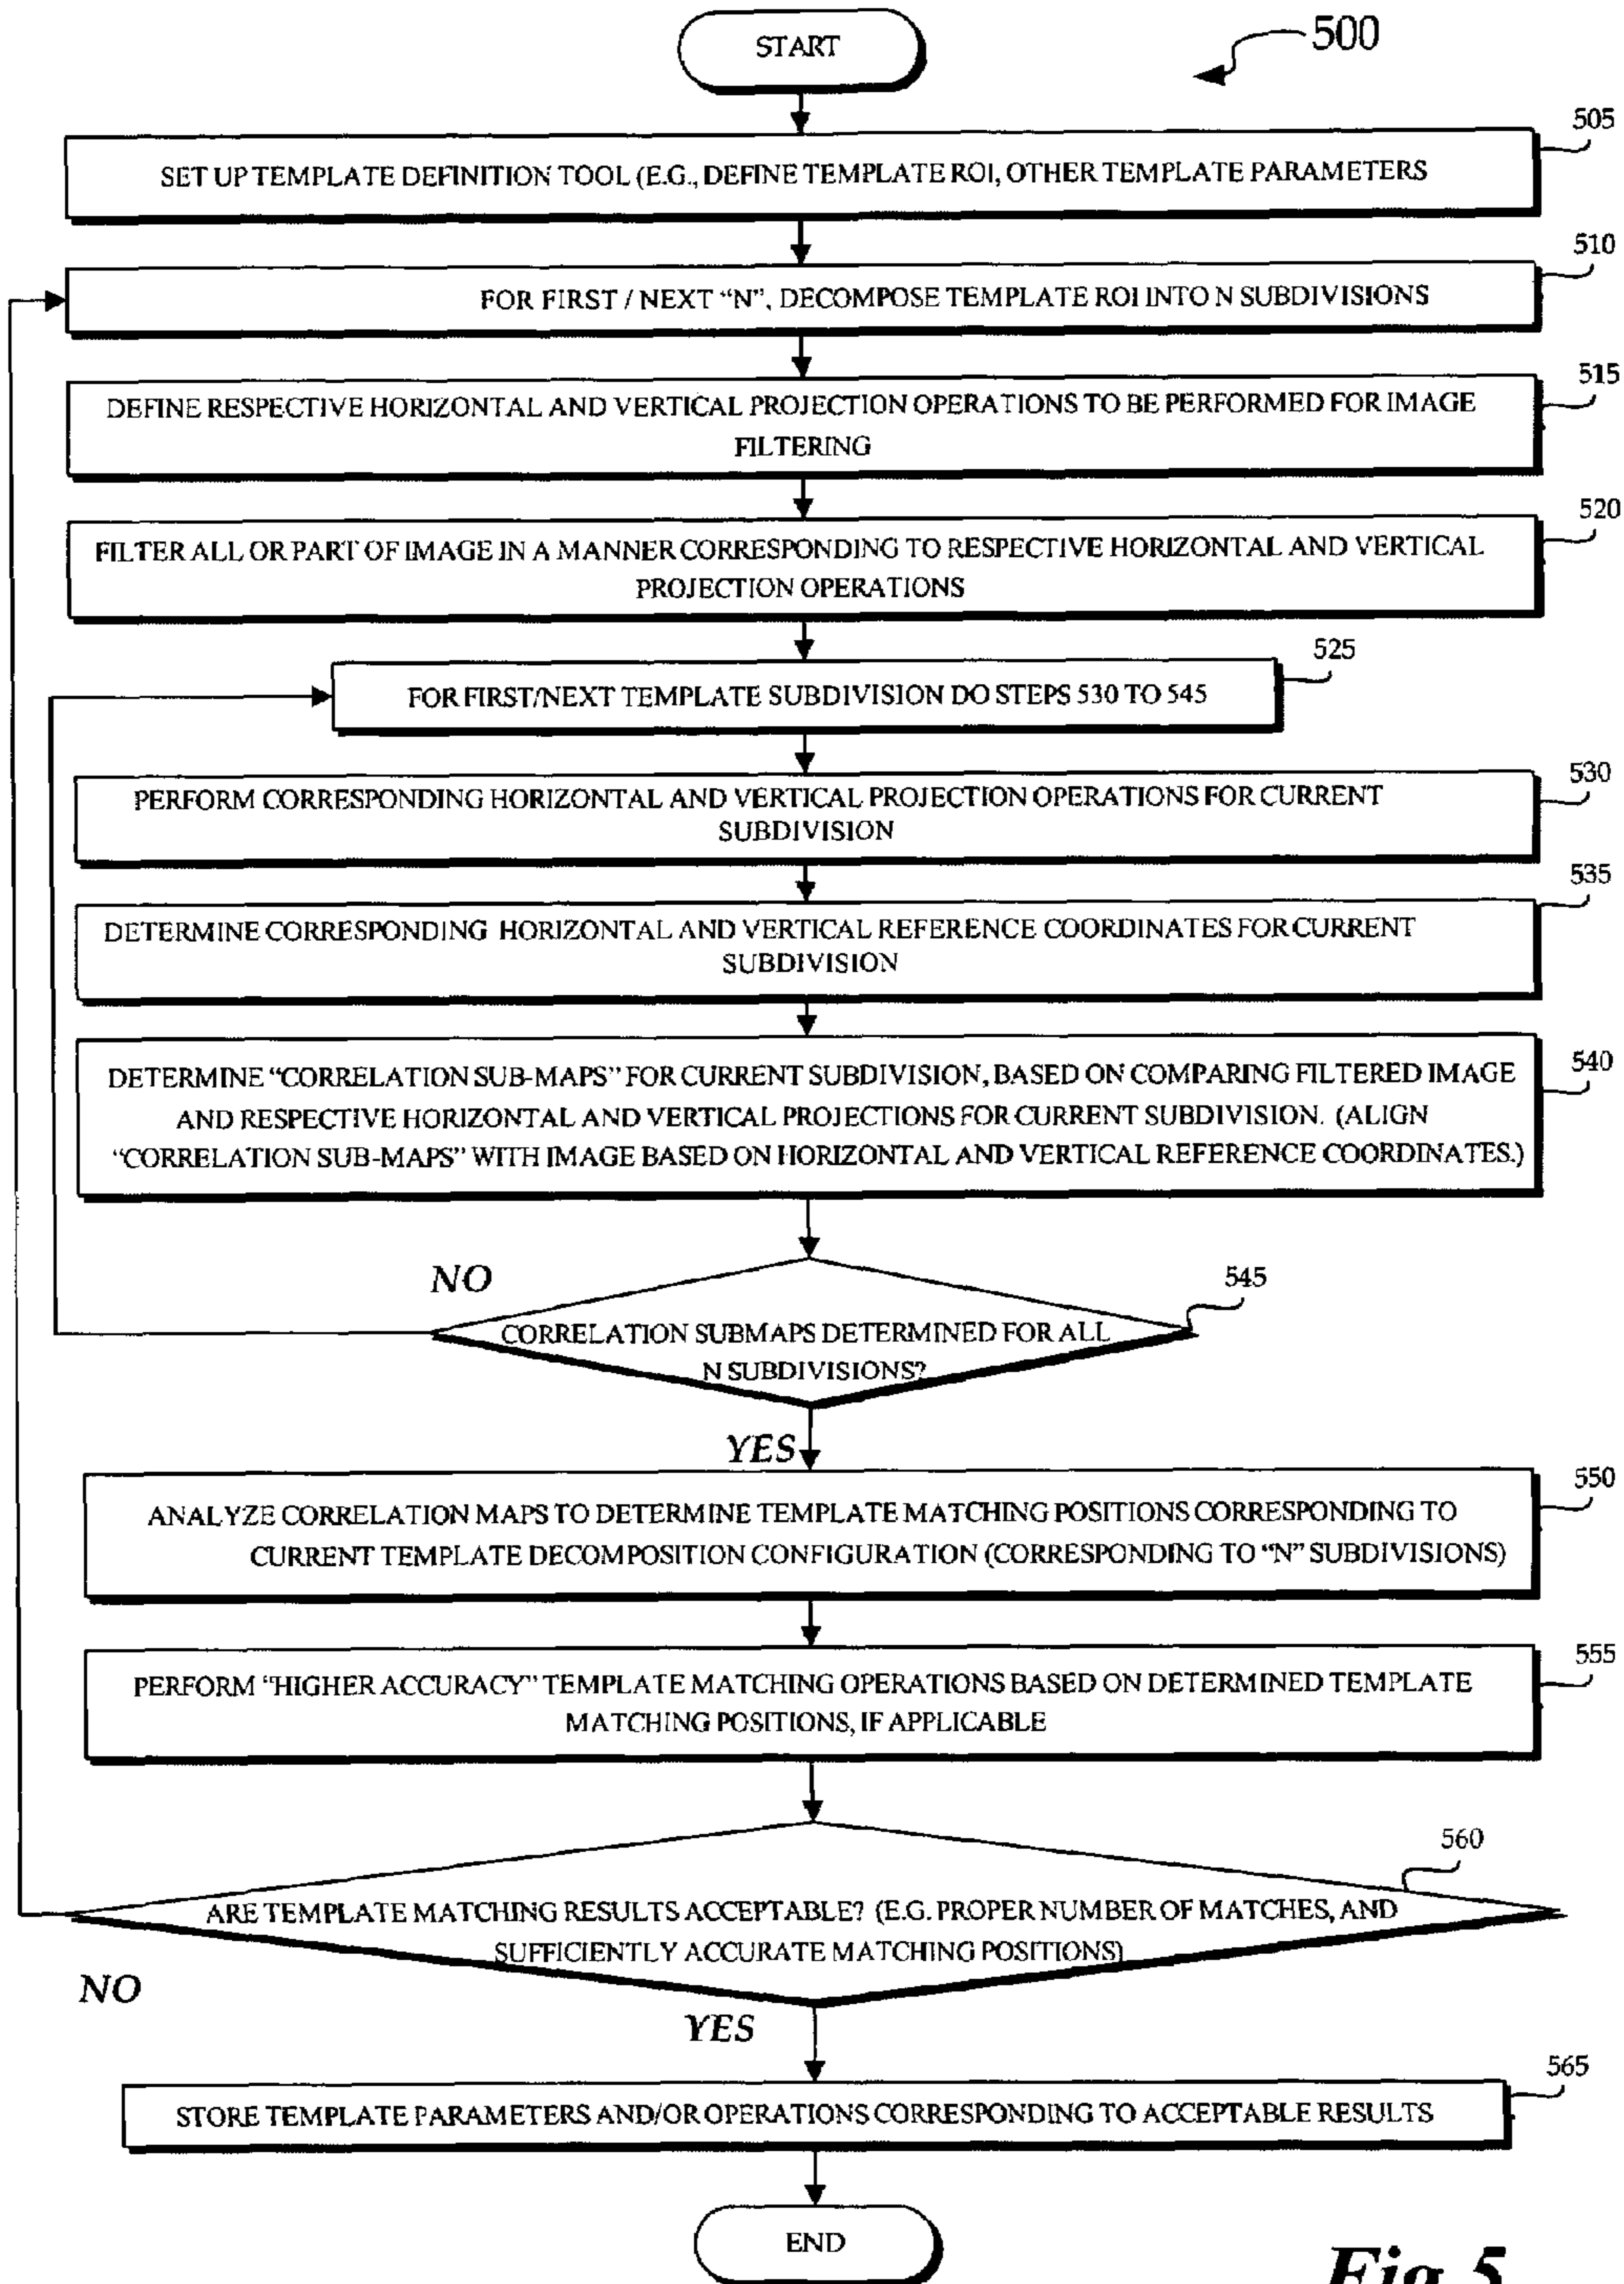 START
500
505
SET UP TEMPLATE DEFINITION TOOL (E.G., DEFINE TEMPLATE ROI, OTHER TEMPLATE PARAMETERS
510
FOR FIRST / NEXT “N”, DECOMPOSE TEMPLATE ROI INTO N SUBDIVISIONS
515
DEFINE RESPECTIVE HORIZONTAL AND VERTICAL PROJECTION OPERATIONS TO BE PERFORMED FOR IMAGE
FILTERING
520
FILTER ALL OR PART OF IMAGE IN A MANNER CORRESPONDING TO RESPECTIVE HORIZONTAL AND VERTICAL
PROJECTION OPERATIONS
525
FOR FIRST/NEXT TEMPLATE SUBDIVISION DO STEPS 530 TO 545
530
PERFORM CORRESPONDING HORIZONTAL AND VERTICAL PROJECTION OPERATIONS FOR CURRENT
SUBDIVISION
535
DETERMINE CORRESPONDING HORIZONTAL AND VERTICAL REFERENCE COORDINATES FOR CURRENT
SUBDIVISION
540
DETERMINE “CORRELATION SUB-MAPS” FOR CURRENT SUBDIVISION, BASED ON COMPARING FILTERED IMAGE
AND RESPECTIVE HORIZONTAL AND VERTICAL PROJECTIONS FOR CURRENT SUBDIVISION. (ALIGN
“CORRELATION SUB-MAPS” WITH IMAGE BASED ON HORIZONTAL AND VERTICAL REFERENCE COORDINATES.)
NO
545
CORRELATION SUBMAPS DETERMINED FOR ALL
N SUBDIVISIONS?
YES
550
ANALYZE CORRELATION MAPS TO DETERMINE TEMPLATE MATCHING POSITIONS CORRESPONDING TO
CURRENT TEMPLATE DECOMPOSITION CONFIGURATION (CORRESPONDING TO “N” SUBDIVISIONS)
555
PERFORM “HIGHER ACCURACY” TEMPLATE MATCHING OPERATIONS BASED ON DETERMINED TEMPLATE
MATCHING POSITIONS, IF APPLICABLE
560
ARE TEMPLATE MATCHING RESULTS ACCEPTABLE? (E.G. PROPER NUMBER OF MATCHES, AND
SUFFICIENTLY ACCURATE MATCHING POSITIONS)
NO
YES
565
STORE TEMPLATE PARAMETERS AND/OR OPERATIONS CORRESPONDING TO ACCEPTABLE RESULTS
END
Fig.5